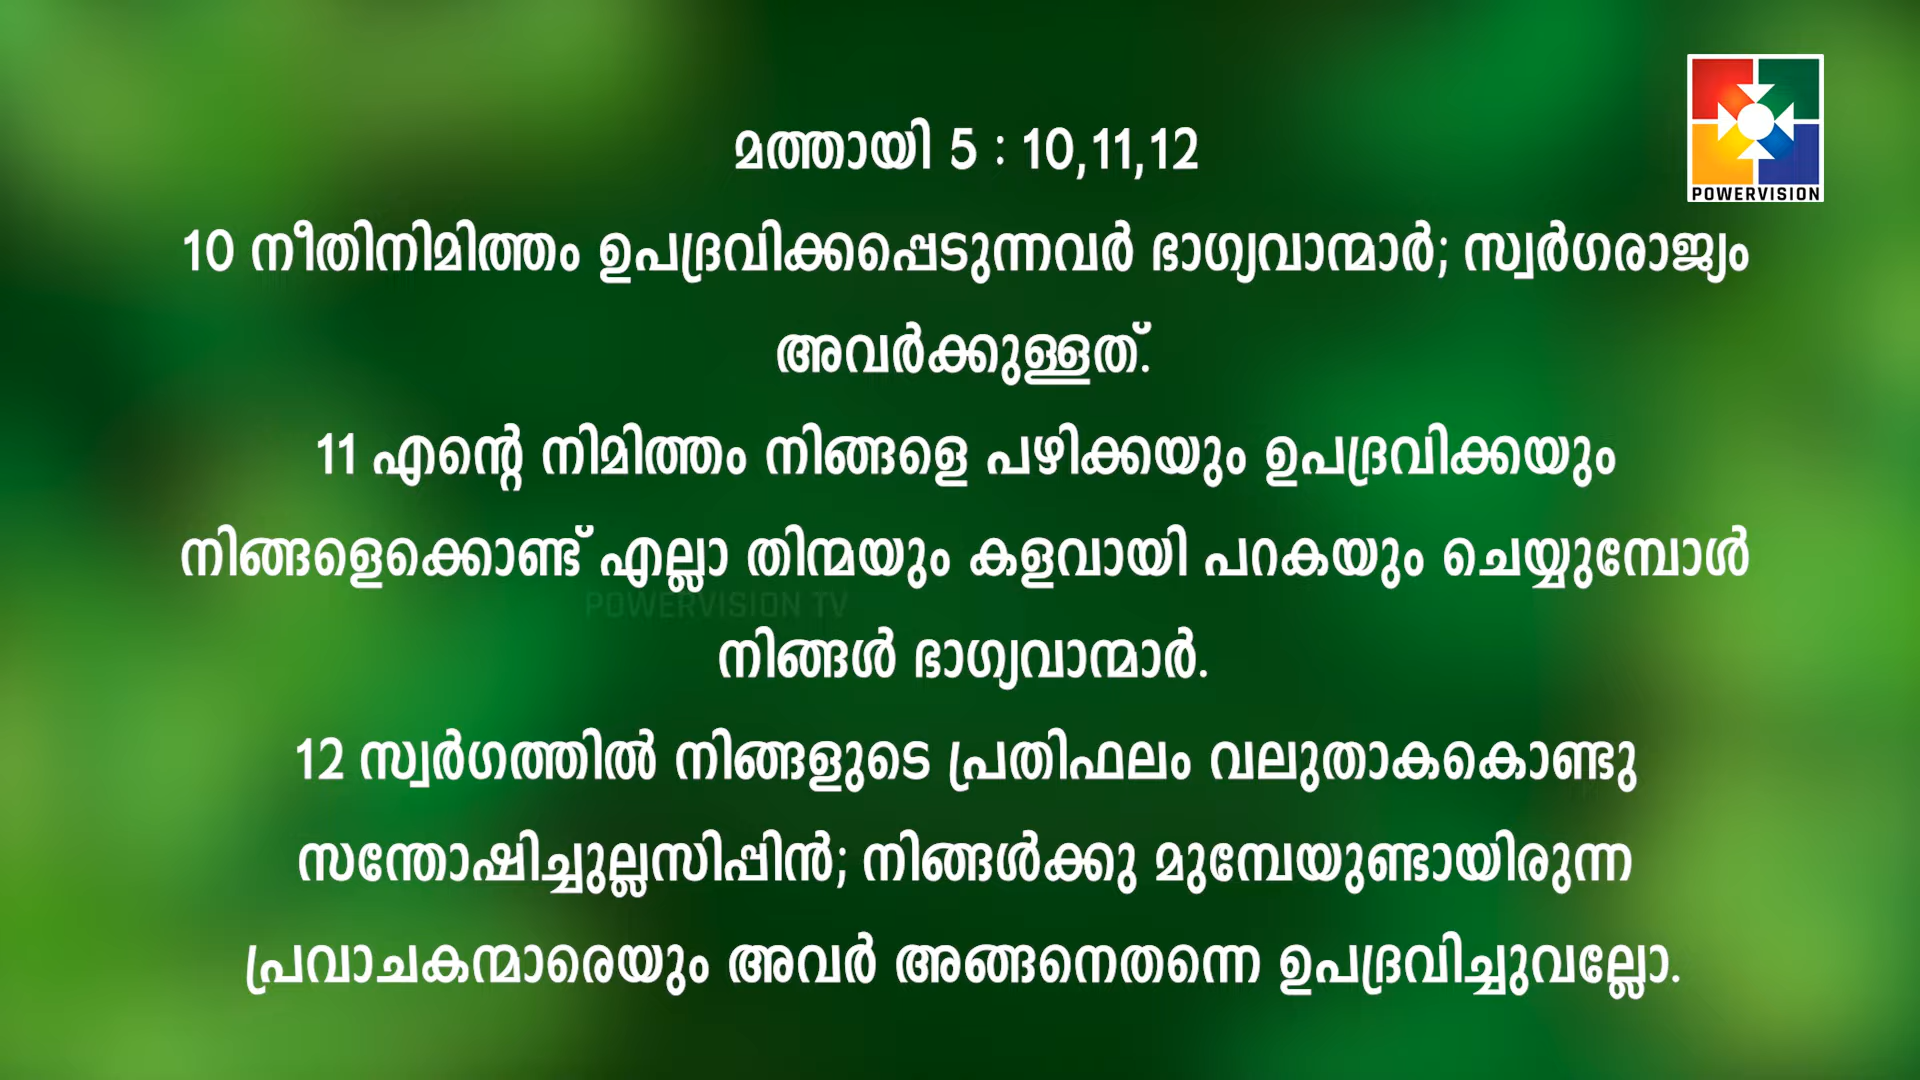 മത്തായി 5 : 10,11,12
10 നീതിനിമിത്തം ഉപദ്രവിക്കപ്പെടുന്നവർ ഭാഗ്യവാന്മാർ; സ്വർഗരാജ്യം
അവർക്കുള്ളത്.
11 എന്റെ നിമിത്തം നിങ്ങളെ പഴിക്കയും ഉപദ്രവിക്കയും
നിങ്ങളെക്കൊണ്ട് എല്ലാ തിന്മയും കളവായി പറകയും ചെയ്യുമ്പോൾ
നിങ്ങൾ ഭാഗ്യവാന്മാർ.
12 സ്വർഗത്തിൽ നിങ്ങളുടെ പ്രതിഫലം വലുതാകകൊണ്ടു
സന്തോഷിച്ചുല്ലസിപ്പിൻ; നിങ്ങൾക്കു മുമ്പേയുണ്ടായിരുന്ന
പ്രവാചകന്മാരെയും അവർ അങ്ങനെതന്നെ ഉപദ്രവിച്ചുവല്ലോ.
POWERVISION
POWERVISION TV